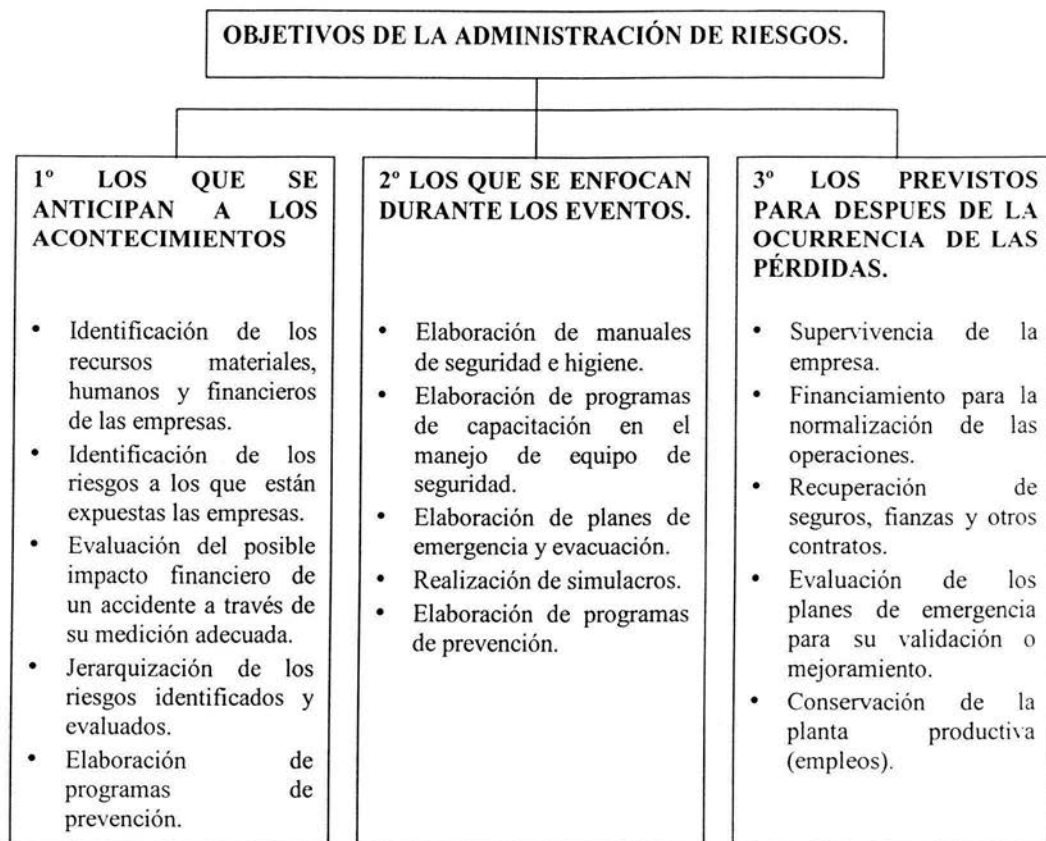 OBJETIVOS DE LA ADMINISTRACIÓN DE RIESGOS.
1º LOS QUE SE
ANTICIPAN A LOS
ACONTECIMIENTOS
• Identificación de los
recursos materiales,
humanos y financieros
de las empresas.
• Identificación de los
riesgos a los que están
expuestas las empresas.
• Evaluación del posible
impacto financiero de
un accidente a través de
su medición adecuada.
• Jerarquización de los
riesgos identificados y
evaluados.
• Elaboración de
programas de
prevención.
2º LOS QUE SE ENFOCAN
DURANTE LOS EVENTOS.
• Elaboración de manuales
de seguridad e higiene.
• Elaboración de programas
de capacitación en el
manejo de equipo de
seguridad.
• Elaboración de planes de
emergencia y evacuación.
• Realización de simulacros.
• Elaboración de programas
de prevención.
3º LOS PREVISTOS
PARA DESPUES DE LA
OCURRENCIA DE LAS
PÉRDIDAS.
• Supervivencia de la
empresa.
• Financiamiento para la
normalización de las
operaciones.
• Recuperación de
seguros, fianzas y otros
contratos.
• Evaluación de los
planes de emergencia
para su validación o
mejoramiento.
• Conservación de la
planta productiva
(empleos).